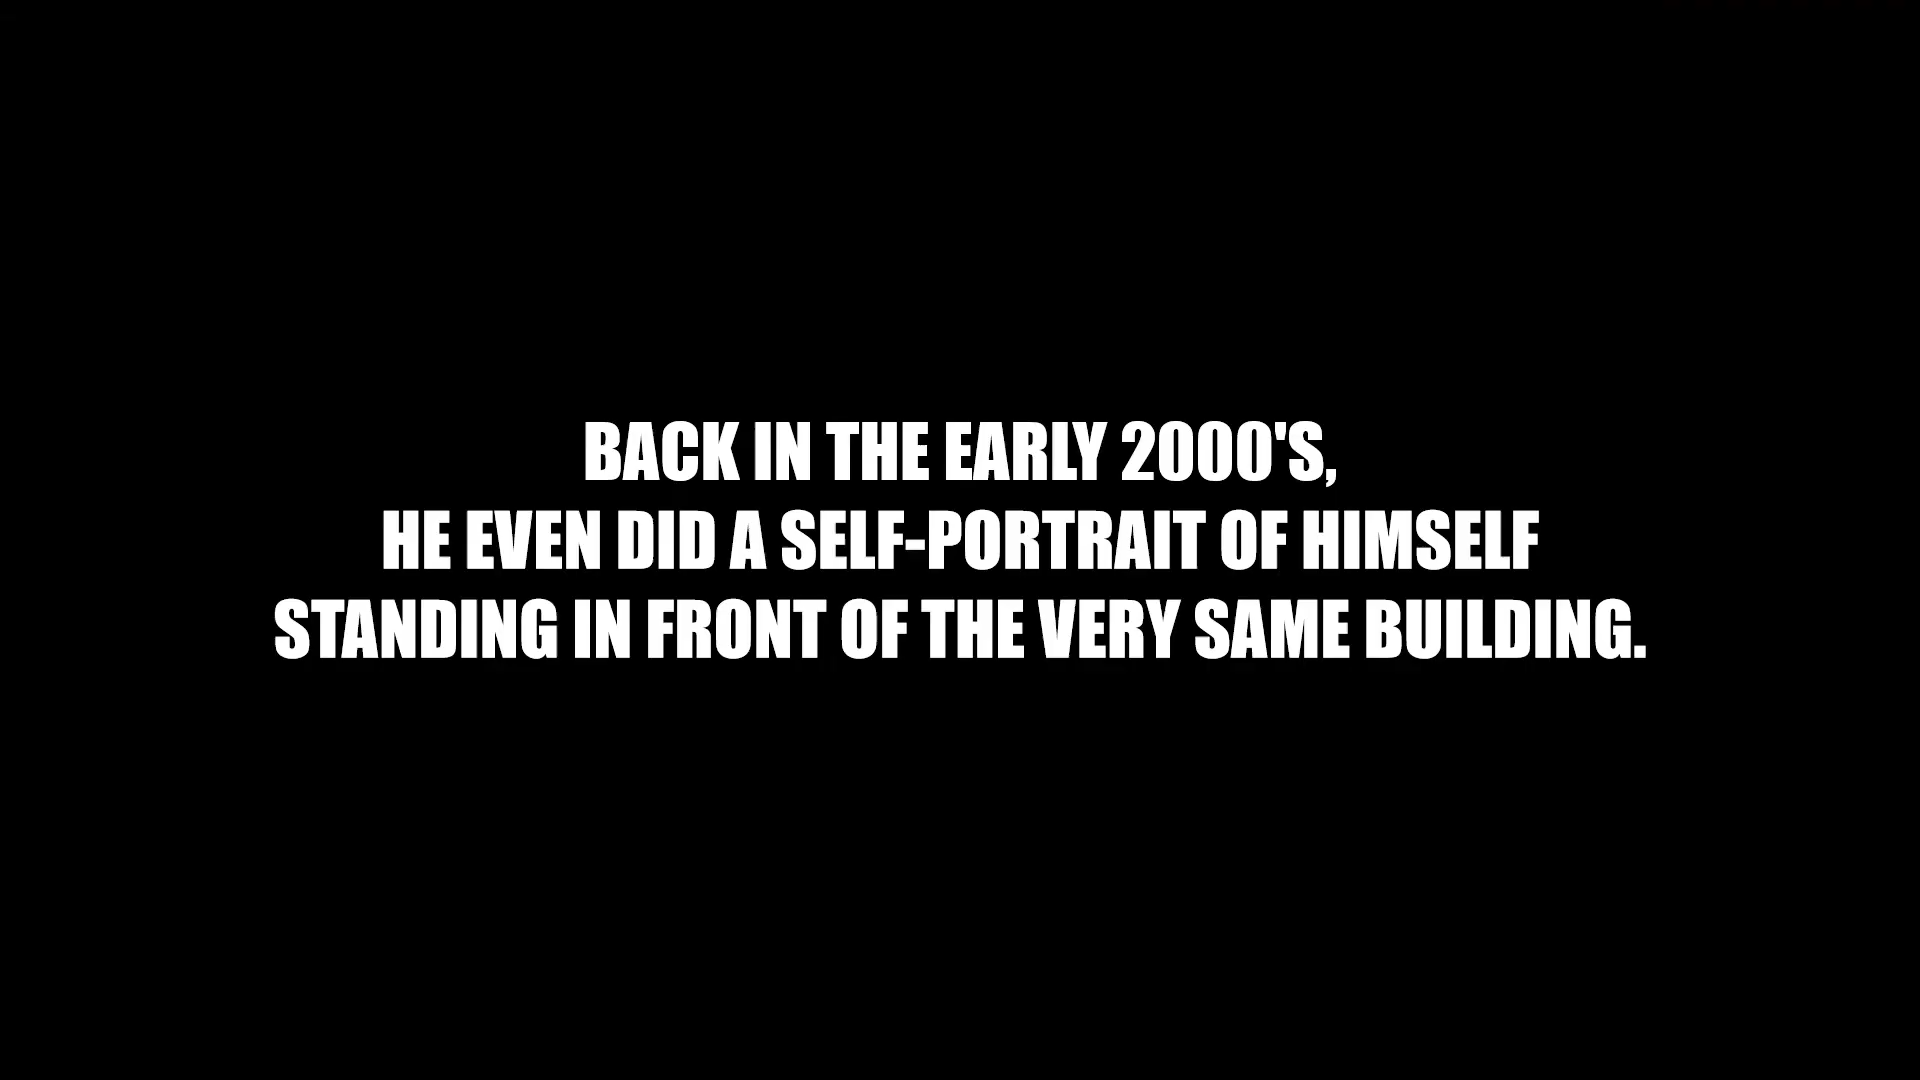 BACK IN THE EARLY 2000'S,
HE EVEN DID A SELF-PORTRAIT OF HIMSELF
STANDING IN FRONT OF THE VERY SAME BUILDING.